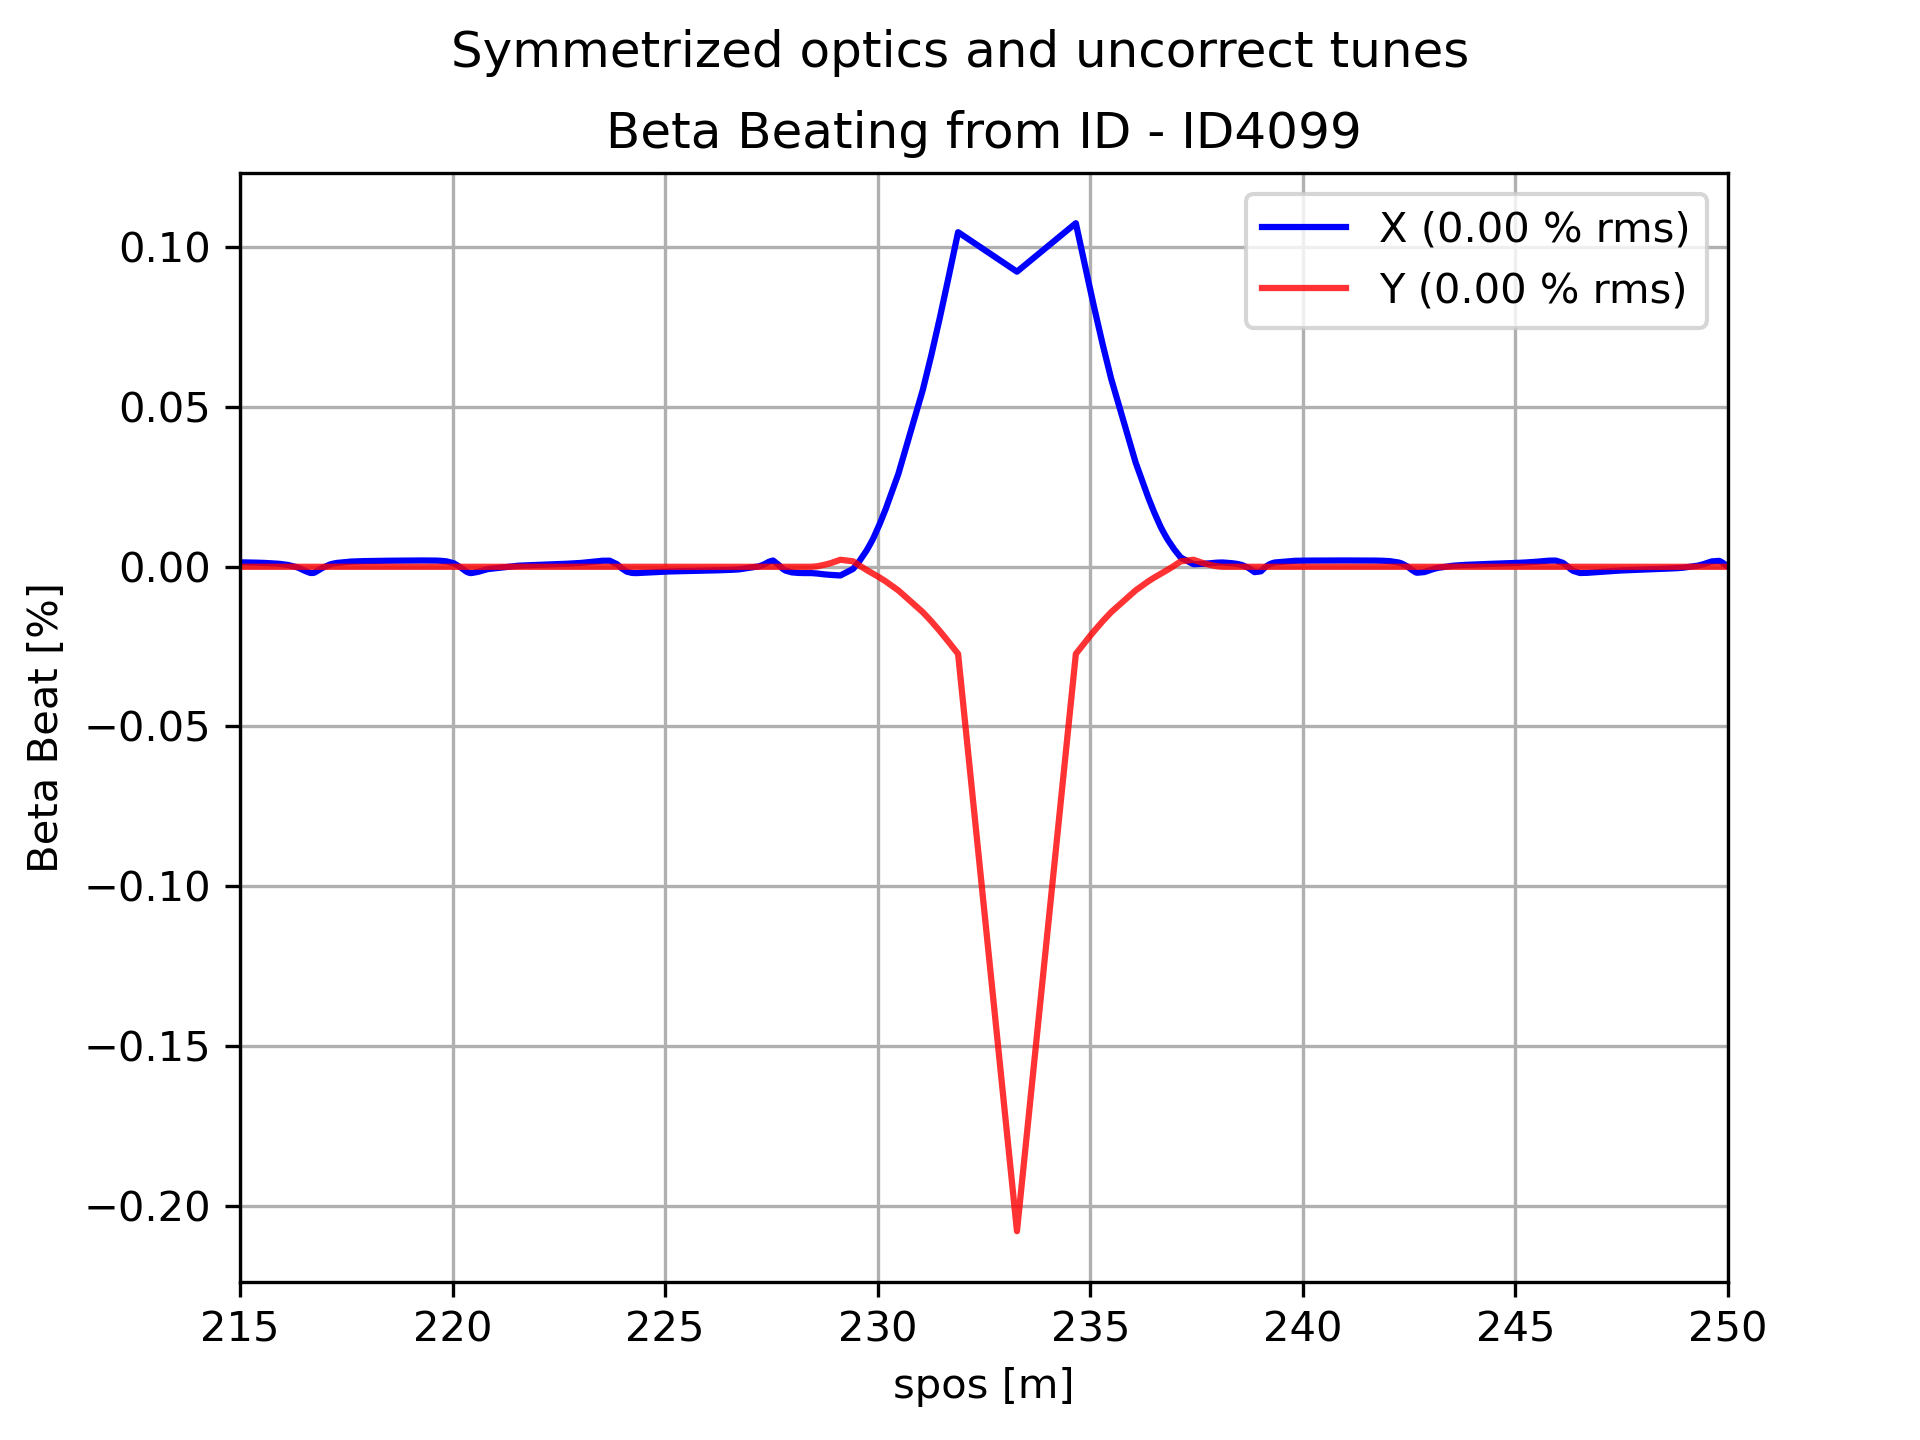 Symmetrized optics and uncorrect tunes
Beta Beating from ID - ID4099
X (0.00 % rms)
Y (0.00 % rms)
0.10
0.05
0.00
−0.05
−0.10
−0.15
−0.20
Beta Beat [%]
215 220 225 230 235 240 245 250
spos [m]